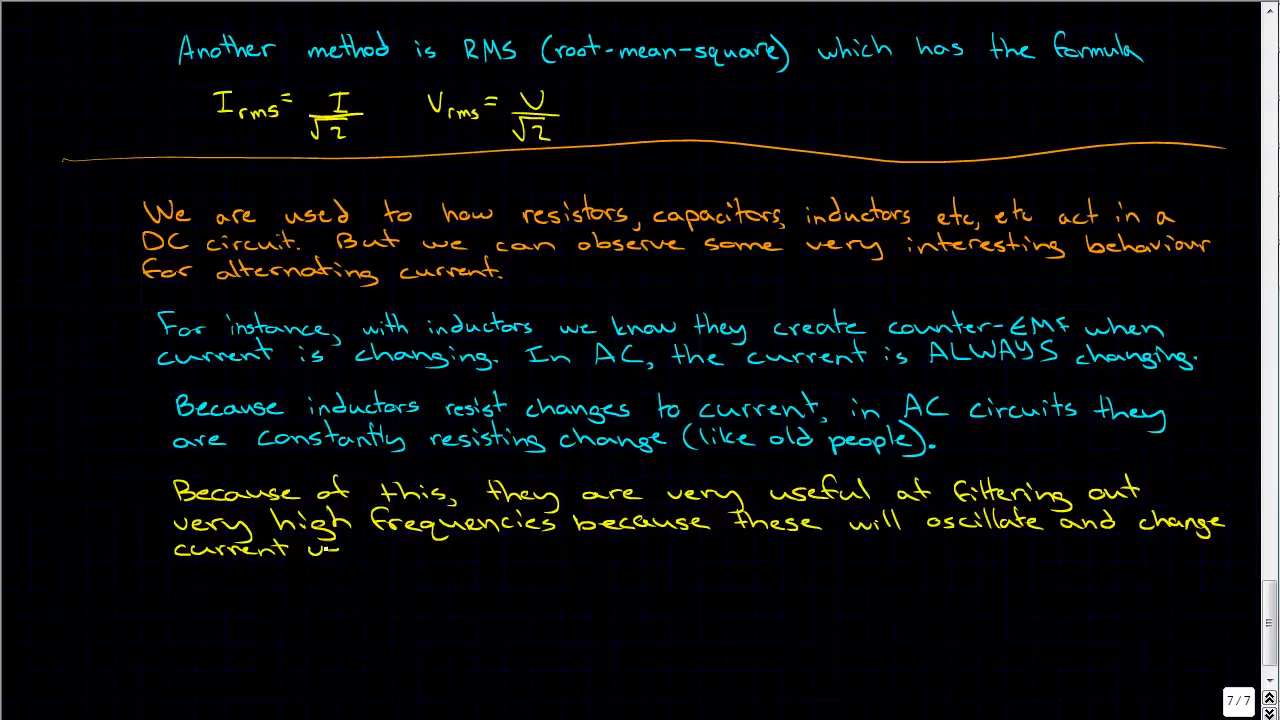 Another method is RMS (root-mean-square) which has the formula
I rms = I / √2 V rms = V / √2
We are used to how resistors, capacitors, inductors etc, etc act in a
DC circuit. But we can observe some very interesting behaviour
for alternating current.
For instance, with inductors we know they create counter-EMF when
current is changing. In AC, the current is ALWAYS changing.
Because inductors resist changes to current, in AC circuits they
are constantly resisting change (like old people).
Because of this, they are very useful at filtering out
very high frequencies because these will oscillate and change
current
7/7